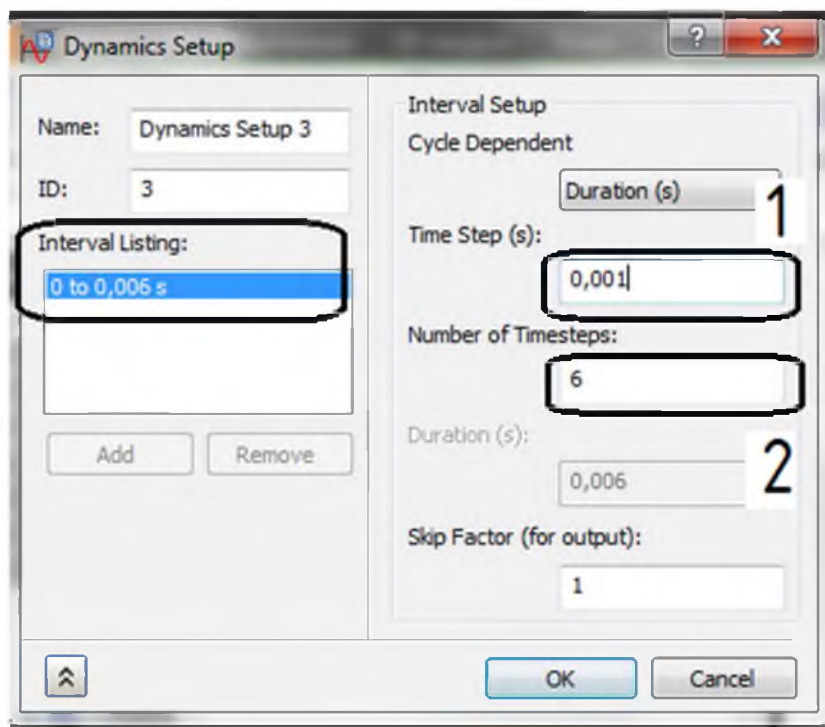 Dynamics Setup
Name: Dynamics Setup 3
ID: 3
Interval Listing:
0 to 0,006 s
Add Remove
Interval Setup
Cycle Dependent
Duration (s)
1
Time Step (s):
0,001
Number of Timesteps:
6
Duration (s):
0,006
2
Skip Factor (for output):
1
OK Cancel